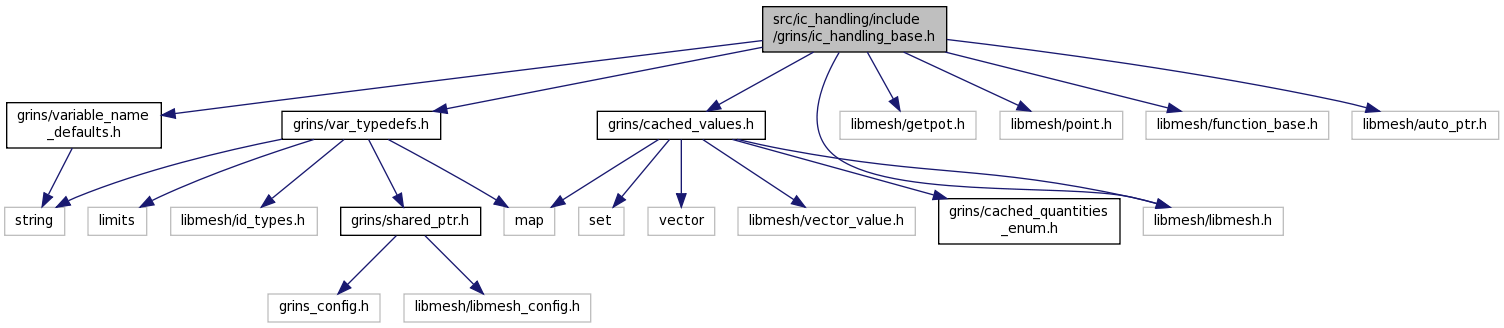 src/ic_handling/include
/grins/ic_handling_base.h
grins/variable_name
_defaults.h
grins/var_typedefs.h
grins/cached_values.h
libmesh/getpot.h
libmesh/point.h
libmesh/function_base.h
libmesh/auto_ptr.h
string
limits
libmesh/id_types.h
grins/shared_ptr.h
map
set
vector
libmesh/vector_value.h
grins/cached_quantities
_enum.h
libmesh/libmesh.h
grins_config.h
libmesh/libmesh_config.h